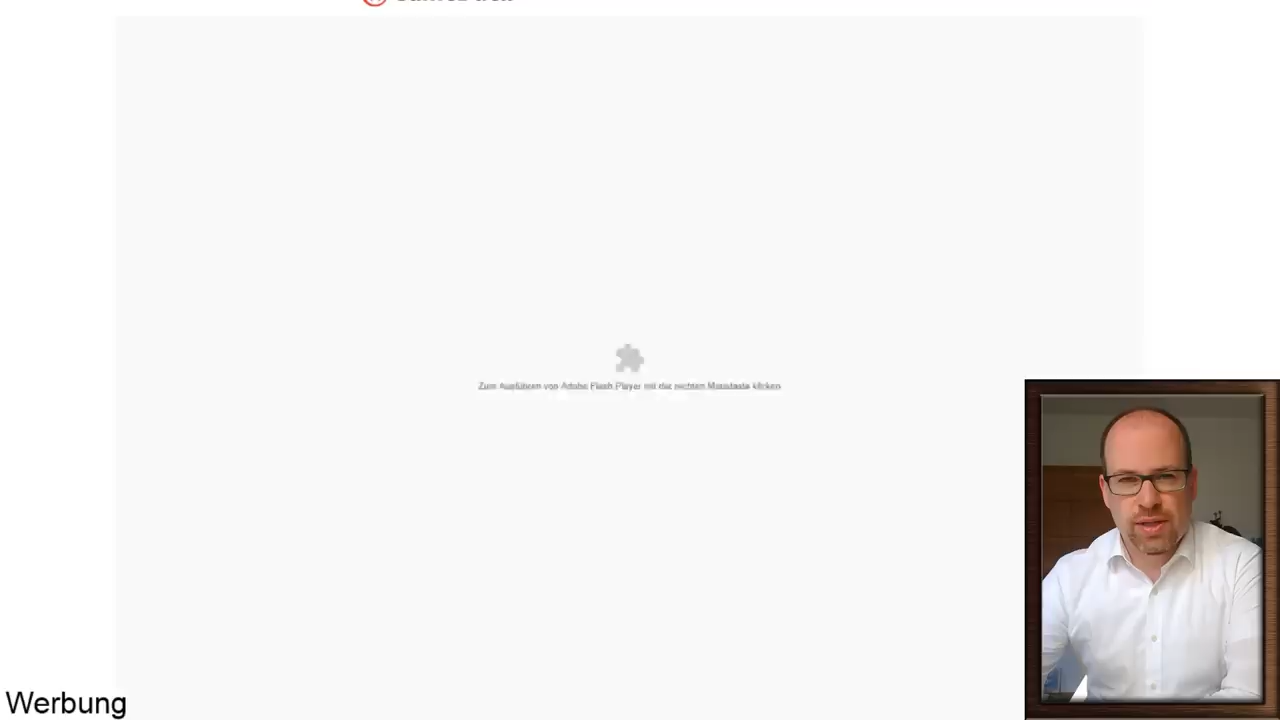 Zum Ausführen von Adobe Flash Player mit der rechten Maustaste klicken
Werbung